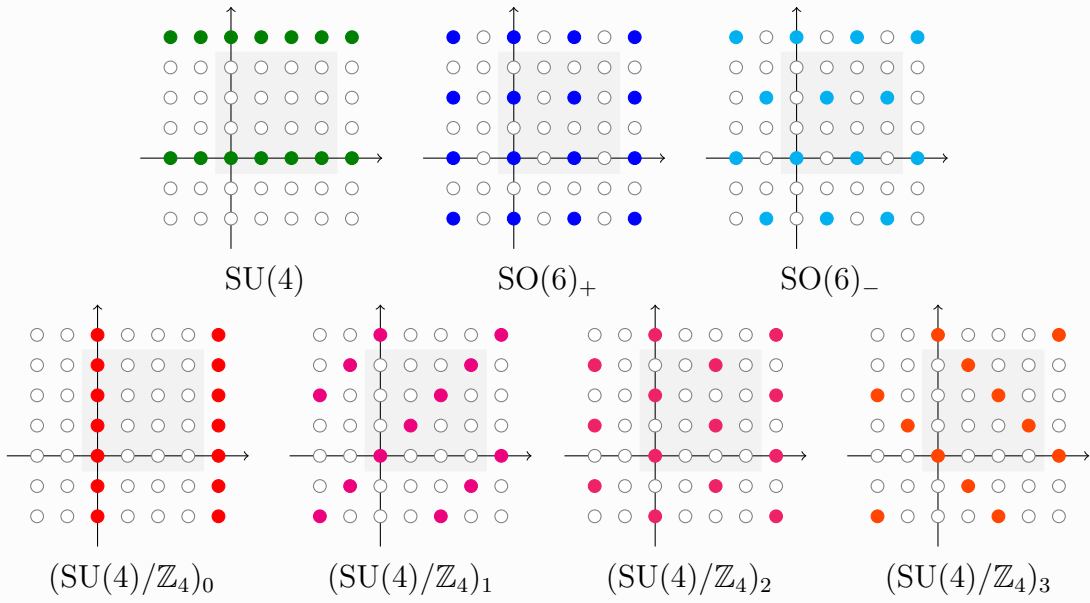 SU(4) SO(6)₊ SO(6)₋
(SU(4)/ℤ₄)₀ (SU(4)/ℤ₄)₁ (SU(4)/ℤ₄)₂ (SU(4)/ℤ₄)₃